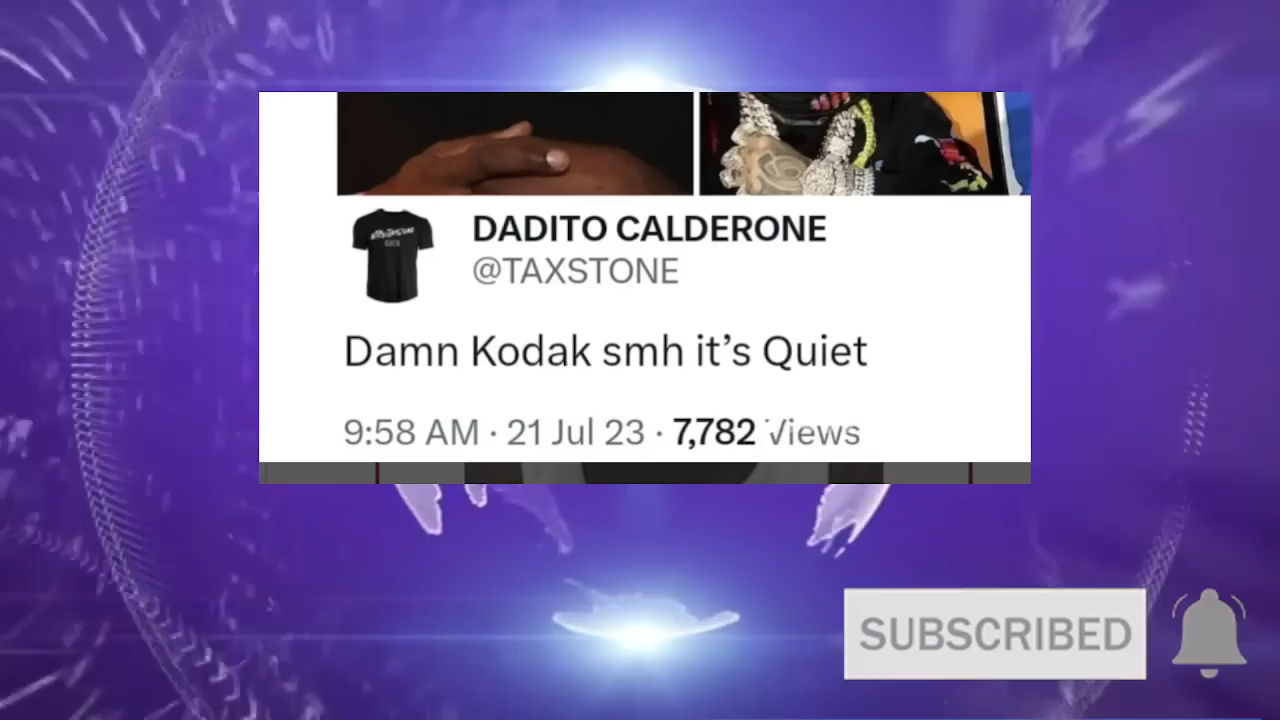 DADITO CALDERONE
@TAXSTONE
Damn Kodak smh it’s Quiet
9:58 AM · 21 Jul 23 · 7,782 Views
SUBSCRIBED